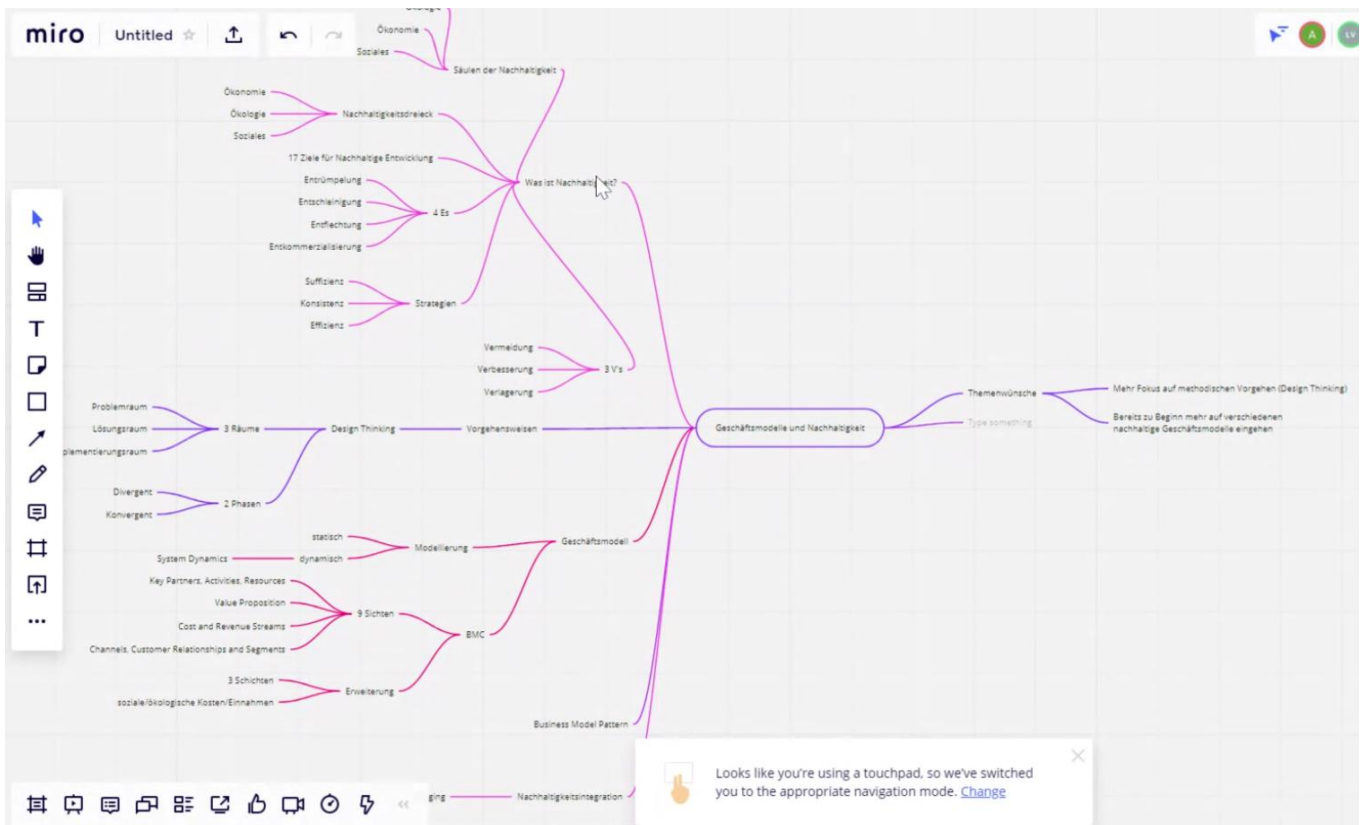 miro
Untitled
A
LV
Ökologie
Ökonomie
Soziales
Säulen der Nachhaltigkeit
Ökonomie
Ökologie
Soziales
Nachhaltigkeitsdreieck
17 Ziele für Nachhaltige Entwicklung
Was ist Nachhaltigkeit?
Entrümpelung
Entschleinigung
Entflechtung
Entkommerzialisierung
4 Es
Suffizienz
Konsistenz
Effizienz
Strategien
Vermeidung
Verbesserung
Verlagerung
3 V's
Problemraum
Lösungsraum
plementierungsraum
3 Räume
Design Thinking
Vorgehensweisen
Divergent
Konvergent
2 Phasen
Geschäftsmodelle und Nachhaltigkeit
Themenwünsche
Type something
Mehr Fokus auf methodischen Vorgehen (Design Thinking)
Bereits zu Beginn mehr auf verschiedenen
nachhaltige Geschäftsmodelle eingehen
statisch
System Dynamics
dynamisch
Modellierung
Geschäftsmodell
Key Partners, Activities, Resources
Value Proposition
Cost and Revenue Streams
Channels, Customer Relationships and Segments
9 Sichten
BMC
3 Schichten
soziale/ökologische Kosten/Einnahmen
Erweiterung
Business Model Pattern
ging
Nachhaltigkeitsintegration
Looks like you're using a touchpad, so we've switched
you to the appropriate navigation mode. Change